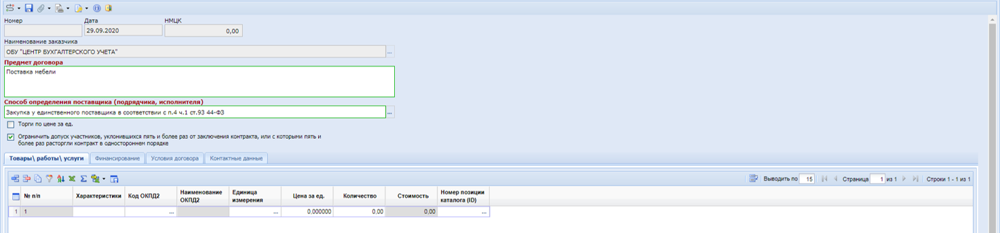 Номер Дата НМЦК
29.09.2020 0,00
Наименование заказчика
ОБУ "ЦЕНТР БУХГАЛТЕРСКОГО УЧЕТА" ...
Предмет договора
Поставка мебели
Способ определения поставщика (подрядчика, исполнителя)
Закупка у единственного поставщика в соответствии с п.4 ч.1 ст.93 44-ФЗ ...
Торги по цене за ед.
Ограничить допуск участников, уклонившихся пять и более раз от заключения контракта, или с которыми пять и
более раз расторгли контракт в одностороннем порядке
Товары\ работы\ услуги Финансирование Условия договора Контактные данные
Выводить по 15 Страница 1 из 1 Строки 1 - 1 из 1
№ п/п Характеристики Код ОКПД2 Наименование ОКПД2 Единица измерения Цена за ед. Количество Стоимость Номер позиции каталога (ID)
1 1 ... ... 0,000000 0,00 0,00 ...